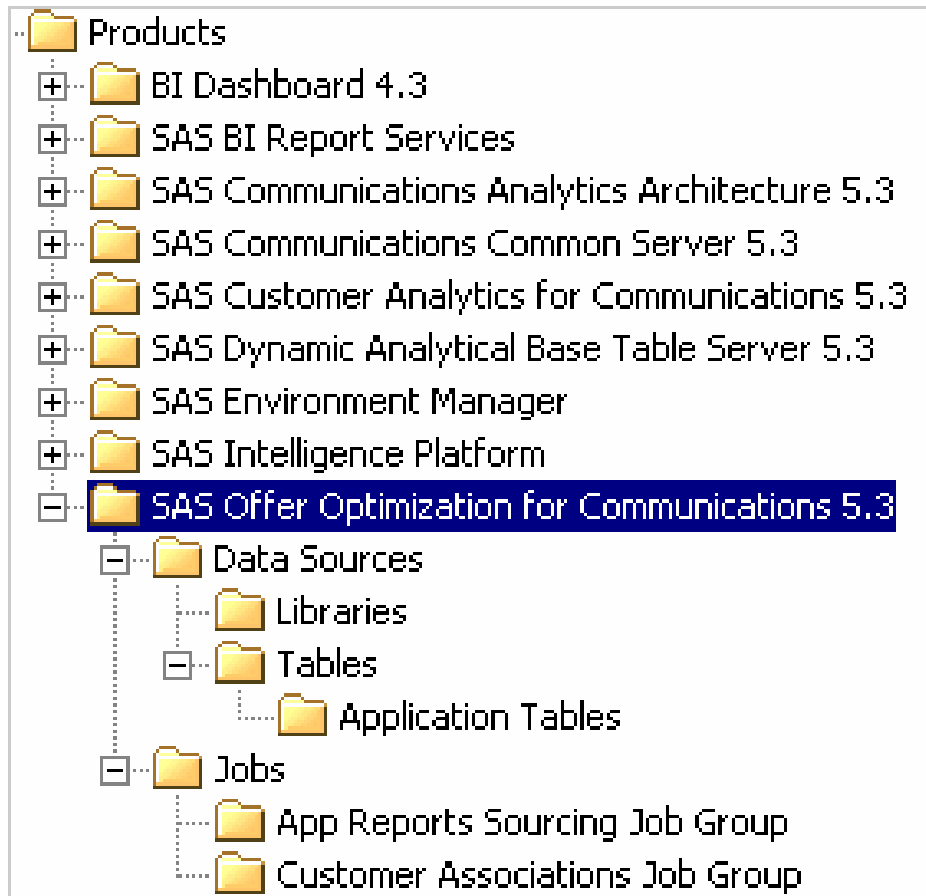 Products
BI Dashboard 4.3
SAS BI Report Services
SAS Communications Analytics Architecture 5.3
SAS Communications Common Server 5.3
SAS Customer Analytics for Communications 5.3
SAS Dynamic Analytical Base Table Server 5.3
SAS Environment Manager
SAS Intelligence Platform
SAS Offer Optimization for Communications 5.3
Data Sources
Libraries
Tables
Application Tables
Jobs
App Reports Sourcing Job Group
Customer Associations Job Group